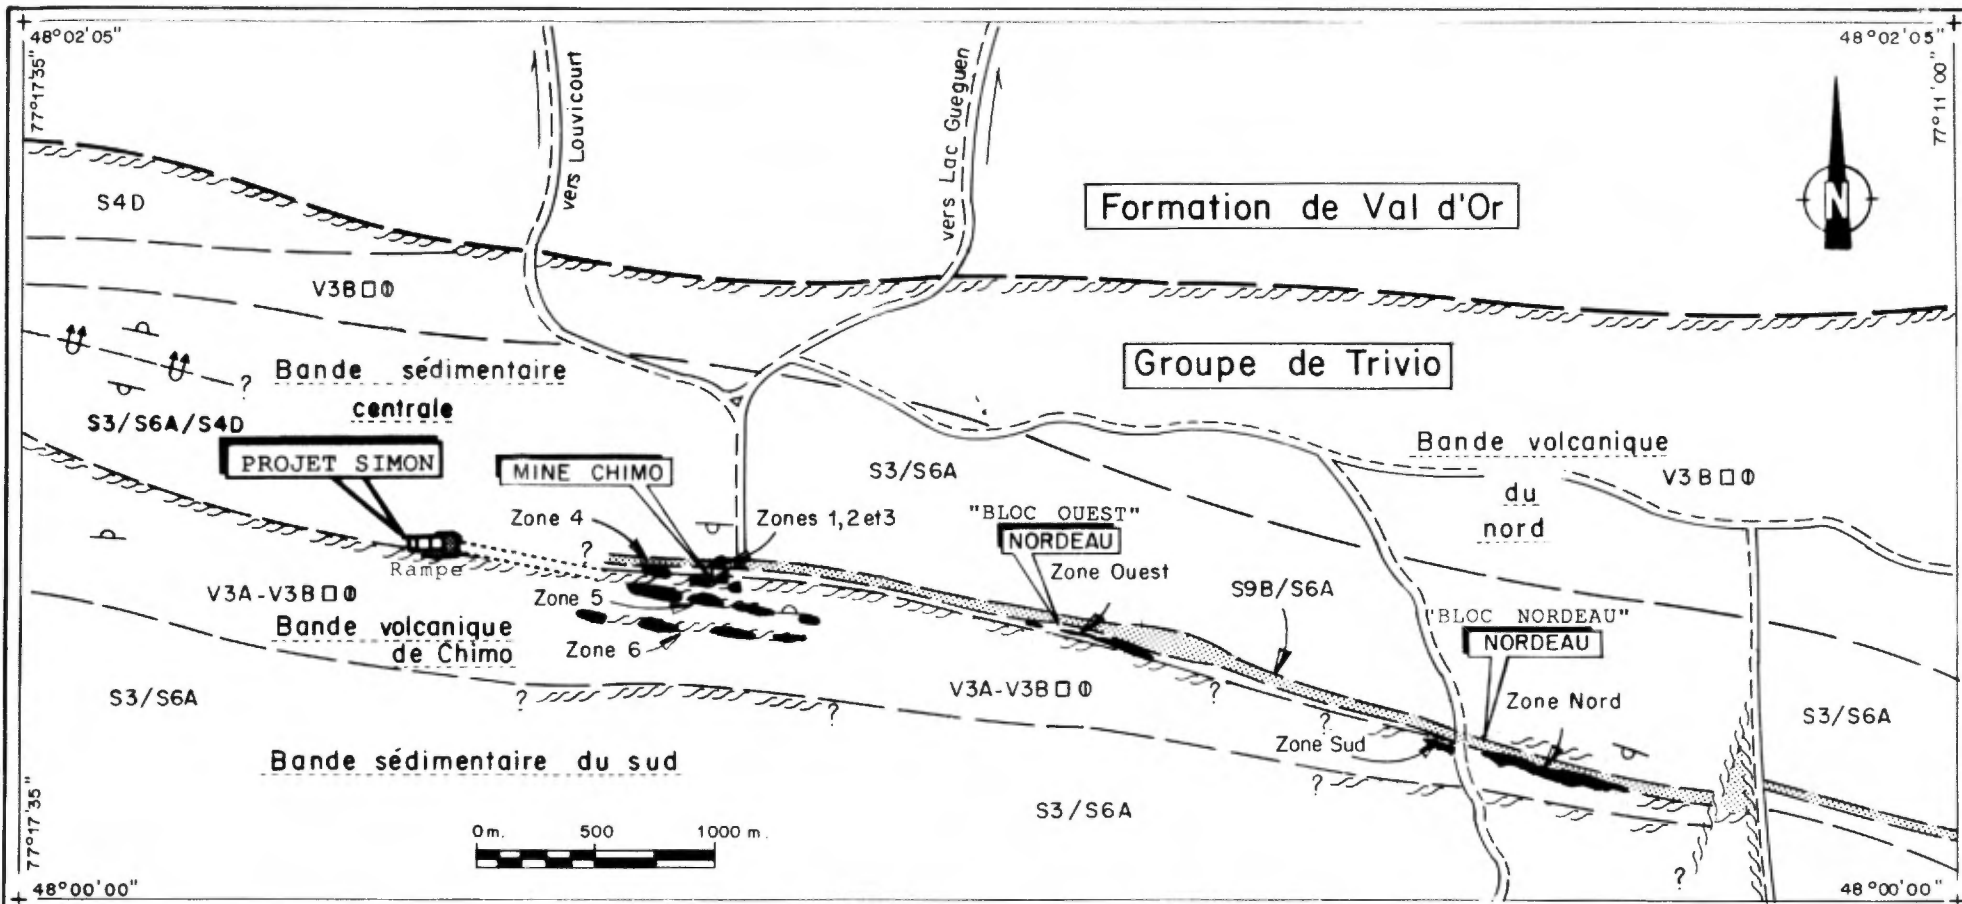 48°02'05"
48°02'05"
77°17'35"
77°11'00"
vers Louvicourt
vers Lac Gueguen
N
Formation de Val d'Or
S4D
V3B
Groupe de Trivio
Bande sédimentaire
centrale
?
S3/S6A/S4D
PROJET SIMON
MINE CHIMO
S3/S6A
Bande volcanique
du
nord
V3B
Zone 4
Zones 1,2 et 3
"BLOC OUEST"
NORDEAU
Zone Ouest
?
Rampe
S9B/S6A
V3A-V3B
Zone 5
Bande volcanique
de Chimo
Zone 6
"BLOC NORDEAU"
NORDEAU
V3A-V3B
S3/S6A
?
?
?
?
Zone Nord
S3/S6A
Zone Sud
Bande sédimentaire du sud
?
S3/S6A
0m. 500 1000 m.
?
77°17'35"
48°00'00"
48°00'00"